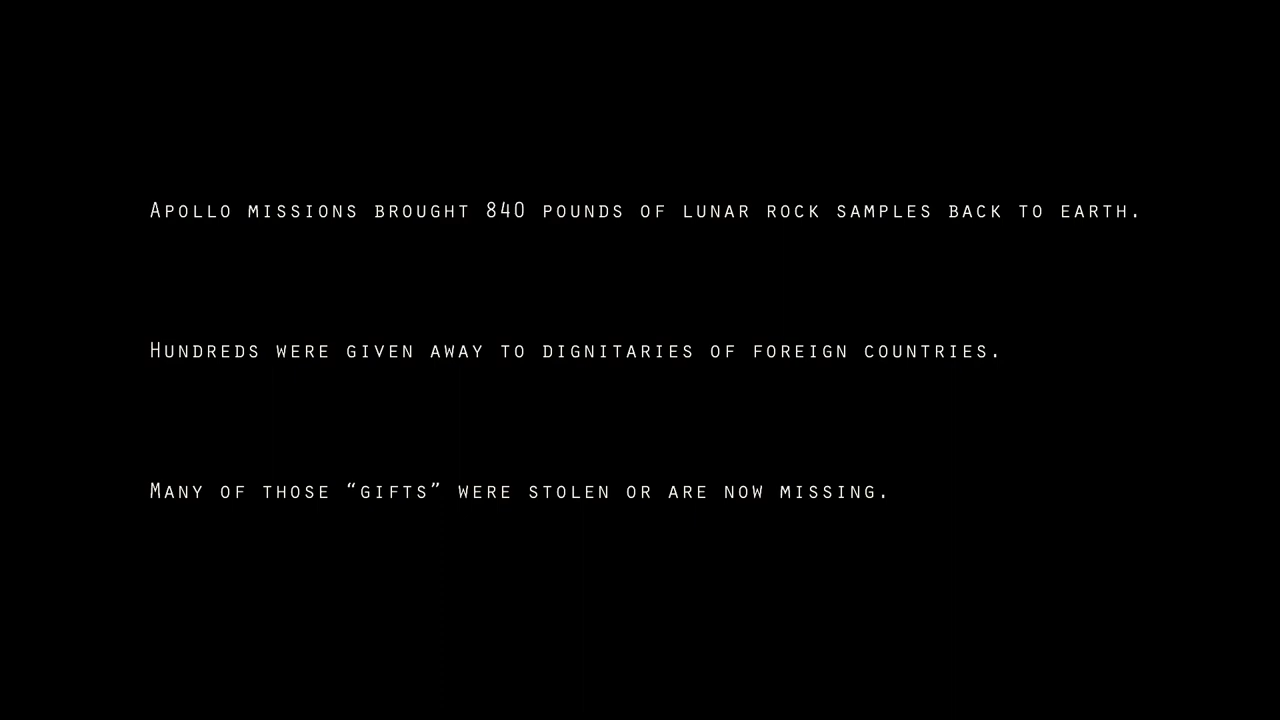 Apollo missions brought 840 pounds of lunar rock samples back to earth.
Hundreds were given away to dignitaries of foreign countries.
Many of those “gifts” were stolen or are now missing.